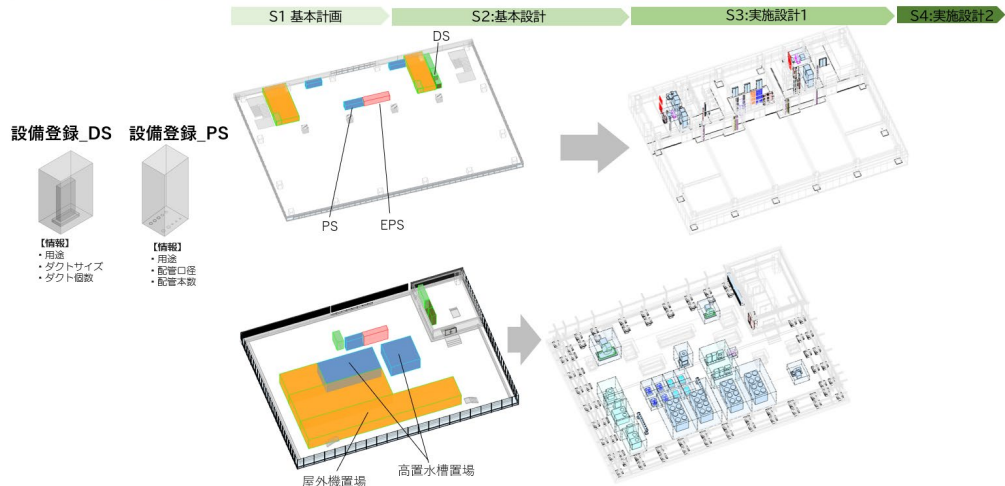 S1 基本計画
S2:基本設計
S3:実施設計1
S4:実施設計2
DS
設備登録_DS
設備登録_PS
PS
EPS
【情報】
・用途
・ダクトサイズ
・ダクト個数
【情報】
・用途
・配管口径
・配管本数
屋外機置場
高置水槽置場